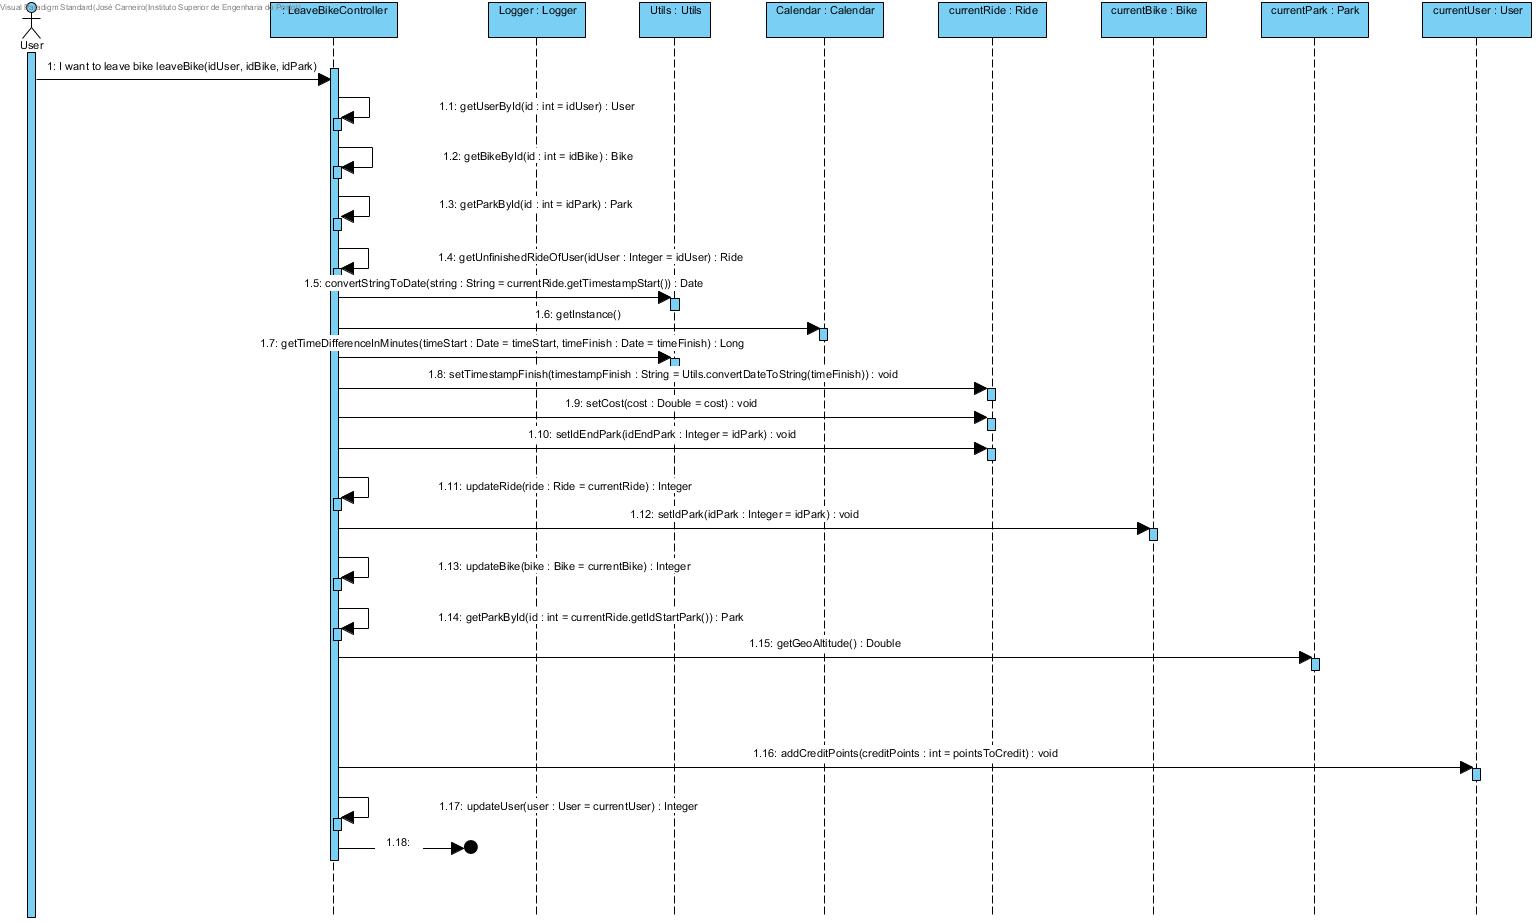 Visual Paradigm Standard(José Carneiro(Instituto Superior de Engenharia do
: LeaveBikeController
Logger : Logger
Utils : Utils
Calendar : Calendar
currentRide : Ride
currentBike : Bike
currentPark : Park
currentUser : User
User
1: I want to leave bike leaveBike(idUser, idBike, idPark)
1.1: getUserById(id : int = idUser) : User
1.2: getBikeById(id : int = idBike) : Bike
1.3: getParkById(id : int = idPark) : Park
1.4: getUnfinishedRideOfUser(idUser : Integer = idUser) : Ride
1.5: convertStringToDate(string : String = currentRide.getTimestampStart()) : Date
1.6: getInstance()
1.7: getTimeDifferenceInMinutes(timeStart : Date = timeStart, timeFinish : Date = timeFinish) : Long
1.8: setTimestampFinish(timestampFinish : String = Utils.convertDateToString(timeFinish)) : void
1.9: setCost(cost : Double = cost) : void
1.10: setIdEndPark(idEndPark : Integer = idPark) : void
1.11: updateRide(ride : Ride = currentRide) : Integer
1.12: setIdPark(idPark : Integer = idPark) : void
1.13: updateBike(bike : Bike = currentBike) : Integer
1.14: getParkById(id : int = currentRide.getIdStartPark()) : Park
1.15: getGeoAltitude() : Double
1.16: addCreditPoints(creditPoints : int = pointsToCredit) : void
1.17: updateUser(user : User = currentUser) : Integer
1.18: